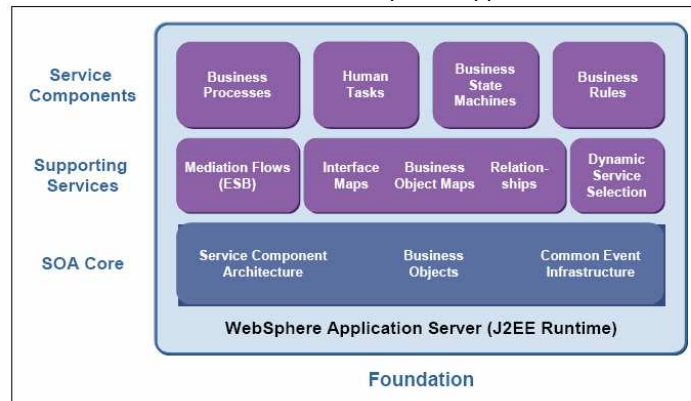 Service
Components
Business
Processes
Human
Tasks
Business
State
Machines
Business
Rules
Supporting
Services
Mediation Flows
(ESB)
Interface
Maps
Business
Object Maps
Relation-
ships
Dynamic
Service
Selection
SOA Core
Service Component
Architecture
Business
Objects
Common Event
Infrastructure
WebSphere Application Server (J2EE Runtime)
Foundation